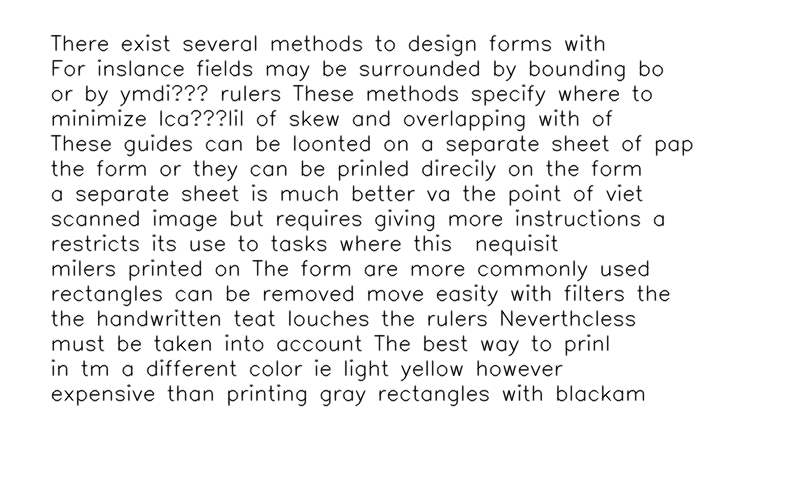 There exist several methods to design forms with
For inslance fields may be surrounded by bounding bo
or by ymdi??? rulers These methods specify where to
minimize lca???lil of skew and overlapping with of
These guides can be loonted on a separate sheet of pap
the form or they can be prinled direcily on the form
a separate sheet is much better va the point of viet
scanned image but requires giving more instructions a
restricts its use to tasks where this nequisit
milers printed on The form are more commonly used
rectangles can be removed move easity with filters the
the handwritten teat louches the rulers Neverthcless
must be taken into account The best way to prinl
in tm a different color ie light yellow however
expensive than printing gray rectangles with blackam